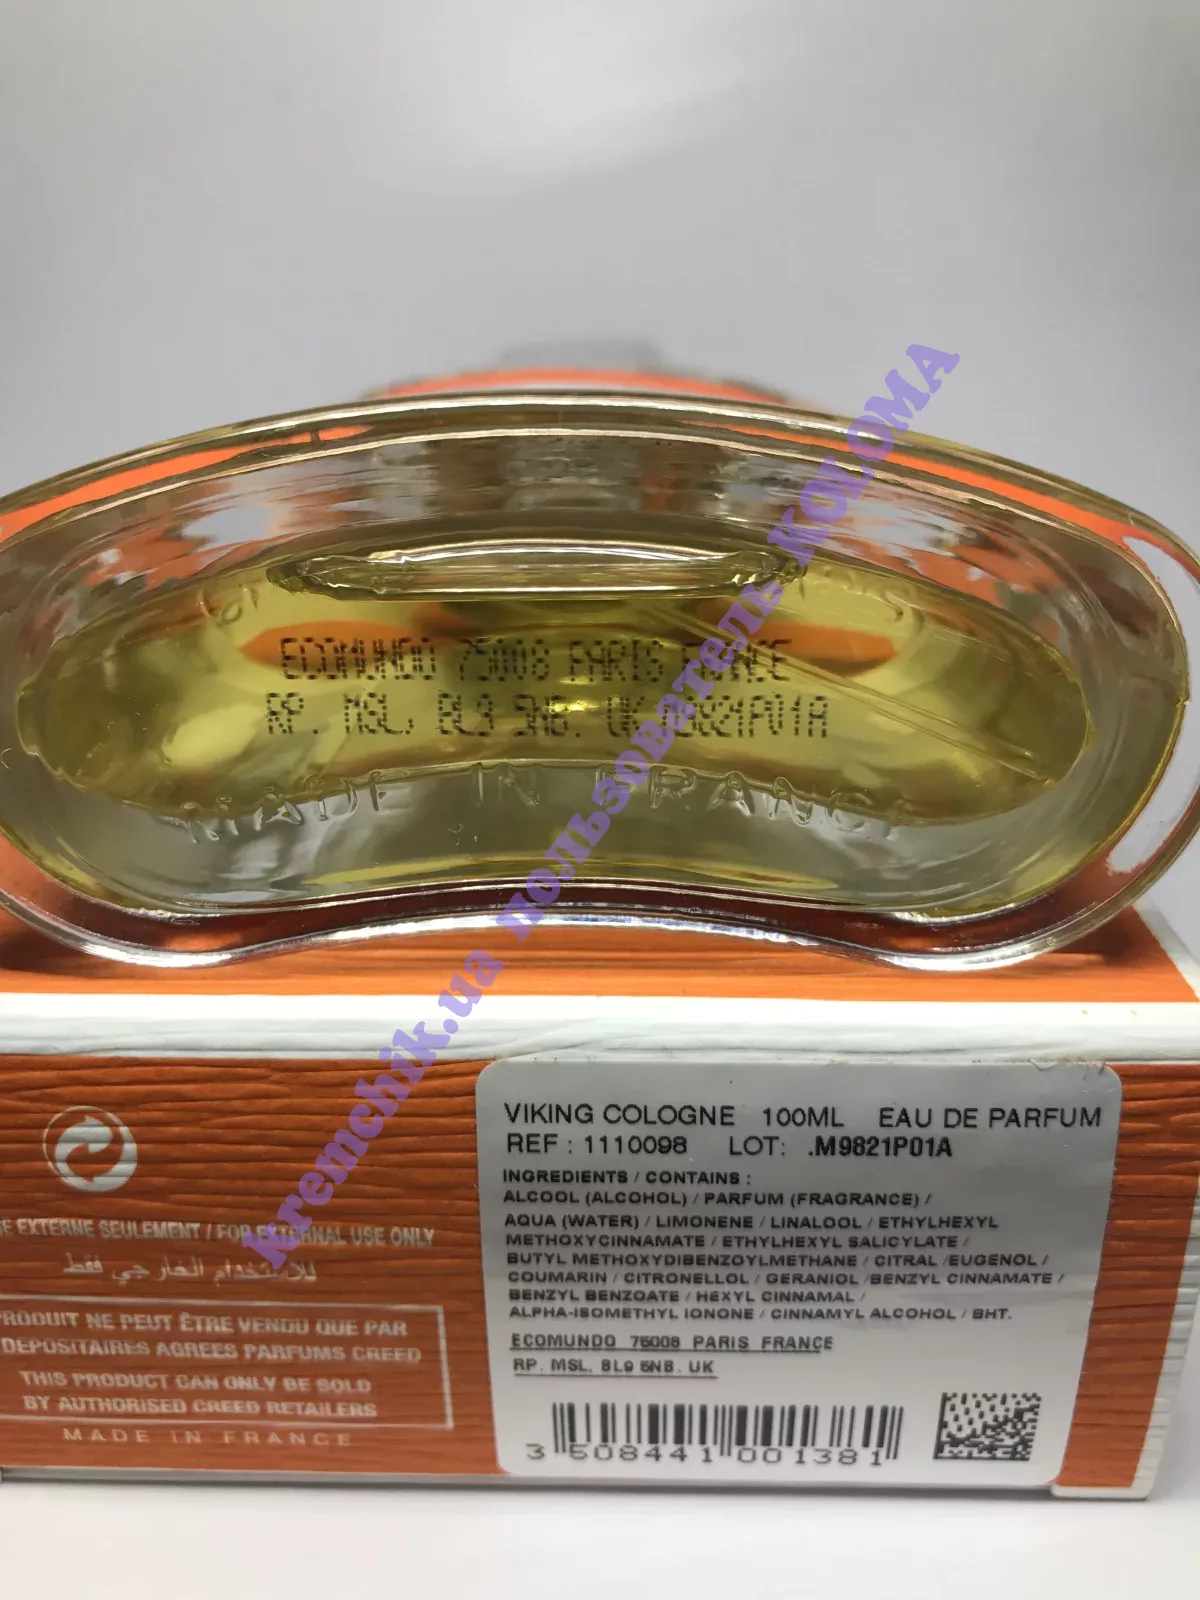 ECOMUNDO 75008 PARIS FRANCE
RP. MSL. BL9 5NB. UK
MADE IN FRANCE
kremchik.ua пользователь KOLOMA
VIKING COLOGNE 100ML EAU DE PARFUM
REF : 1110098 LOT: .M9821P01A
INGREDIENTS / CONTAINS :
ALCOOL (ALCOHOL) / PARFUM (FRAGRANCE) /
AQUA (WATER) / LIMONENE / LINALOOL / ETHYLHEXYL
METHOXYCINNAMATE / ETHYLHEXYL SALICYLATE /
BUTYL METHOXYDIBENZOYLMETHANE / CITRAL /EUGENOL /
COUMARIN / CITRONELLOL / GERANIOL /BENZYL CINNAMATE /
BENZYL BENZOATE / HEXYL CINNAMAL /
ALPHA-ISOMETHYL IONONE / CINNAMYL ALCOHOL / BHT.
ECOMUNDO 75008 PARIS FRANCE
RP. MSL. BL9 5NB. UK
3 508441 001381
EXTERNE SEULEMENT / FOR EXTERNAL USE ONLY
للاستخدام الخارجي فقط
PRODUIT NE PEUT ÊTRE VENDU QUE PAR
DEPOSITAIRES AGREES PARFUMS CREED
THIS PRODUCT CAN ONLY BE SOLD
BY AUTHORISED CREED RETAILERS
MADE IN FRANCE